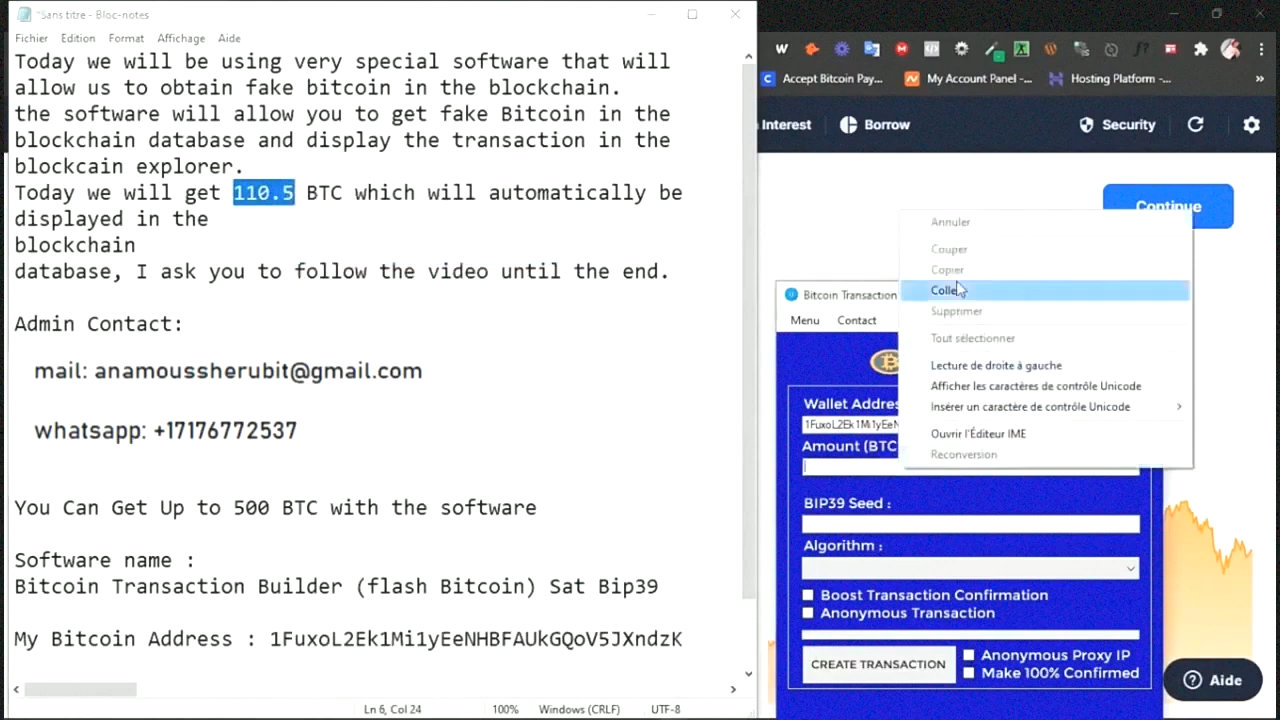 *Sans titre - Bloc-notes
Fichier Edition Format Affichage Aide
Today we will be using very special software that will
allow us to obtain fake bitcoin in the blockchain.
the software will allow you to get fake Bitcoin in the
blockchain database and display the transaction in the
blockcain explorer.
Today we will get 110.5 BTC which will automatically be
displayed in the
blockchain
database, I ask you to follow the video until the end.
Admin Contact:
mail: anamoussherubit@gmail.com
whatsapp: +17176772537
You Can Get Up to 500 BTC with the software
Software name :
Bitcoin Transaction Builder (flash Bitcoin) Sat Bip39
My Bitcoin Address : 1FuxoL2Ek1Mi1yEeNHBFAUkGQoV5JXndzK
Ln 6, Col 24 100% Windows (CRLF) UTF-8
Accept Bitcoin Pay... My Account Panel -... Hosting Platform -...
Interest Borrow Security
Continue
Annuler
Couper
Copier
Colle
Supprimer
Tout sélectionner
Lecture de droite à gauche
Afficher les caractères de contrôle Unicode
Insérer un caractère de contrôle Unicode
Ouvrir l'Éditeur IME
Reconversion
Bitcoin Transaction
Menu Contact
Wallet Addres
1FuxoL2Ek1Mi1yEeN
Amount (BTC
BIP39 Seed :
Algorithm :
Boost Transaction Confirmation
Anonymous Transaction
CREATE TRANSACTION
Anonymous Proxy IP
Make 100% Confirmed
Aide